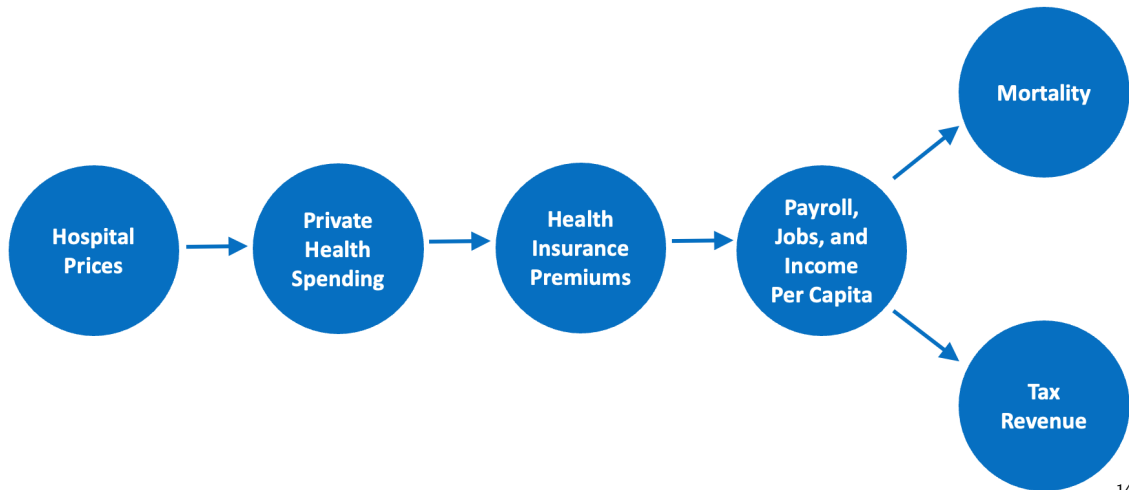 Mortality
Hospital
Prices
Private
Health
Spending
Health
Insurance
Premiums
Payroll,
Jobs, and
Income
Per Capita
Tax
Revenue